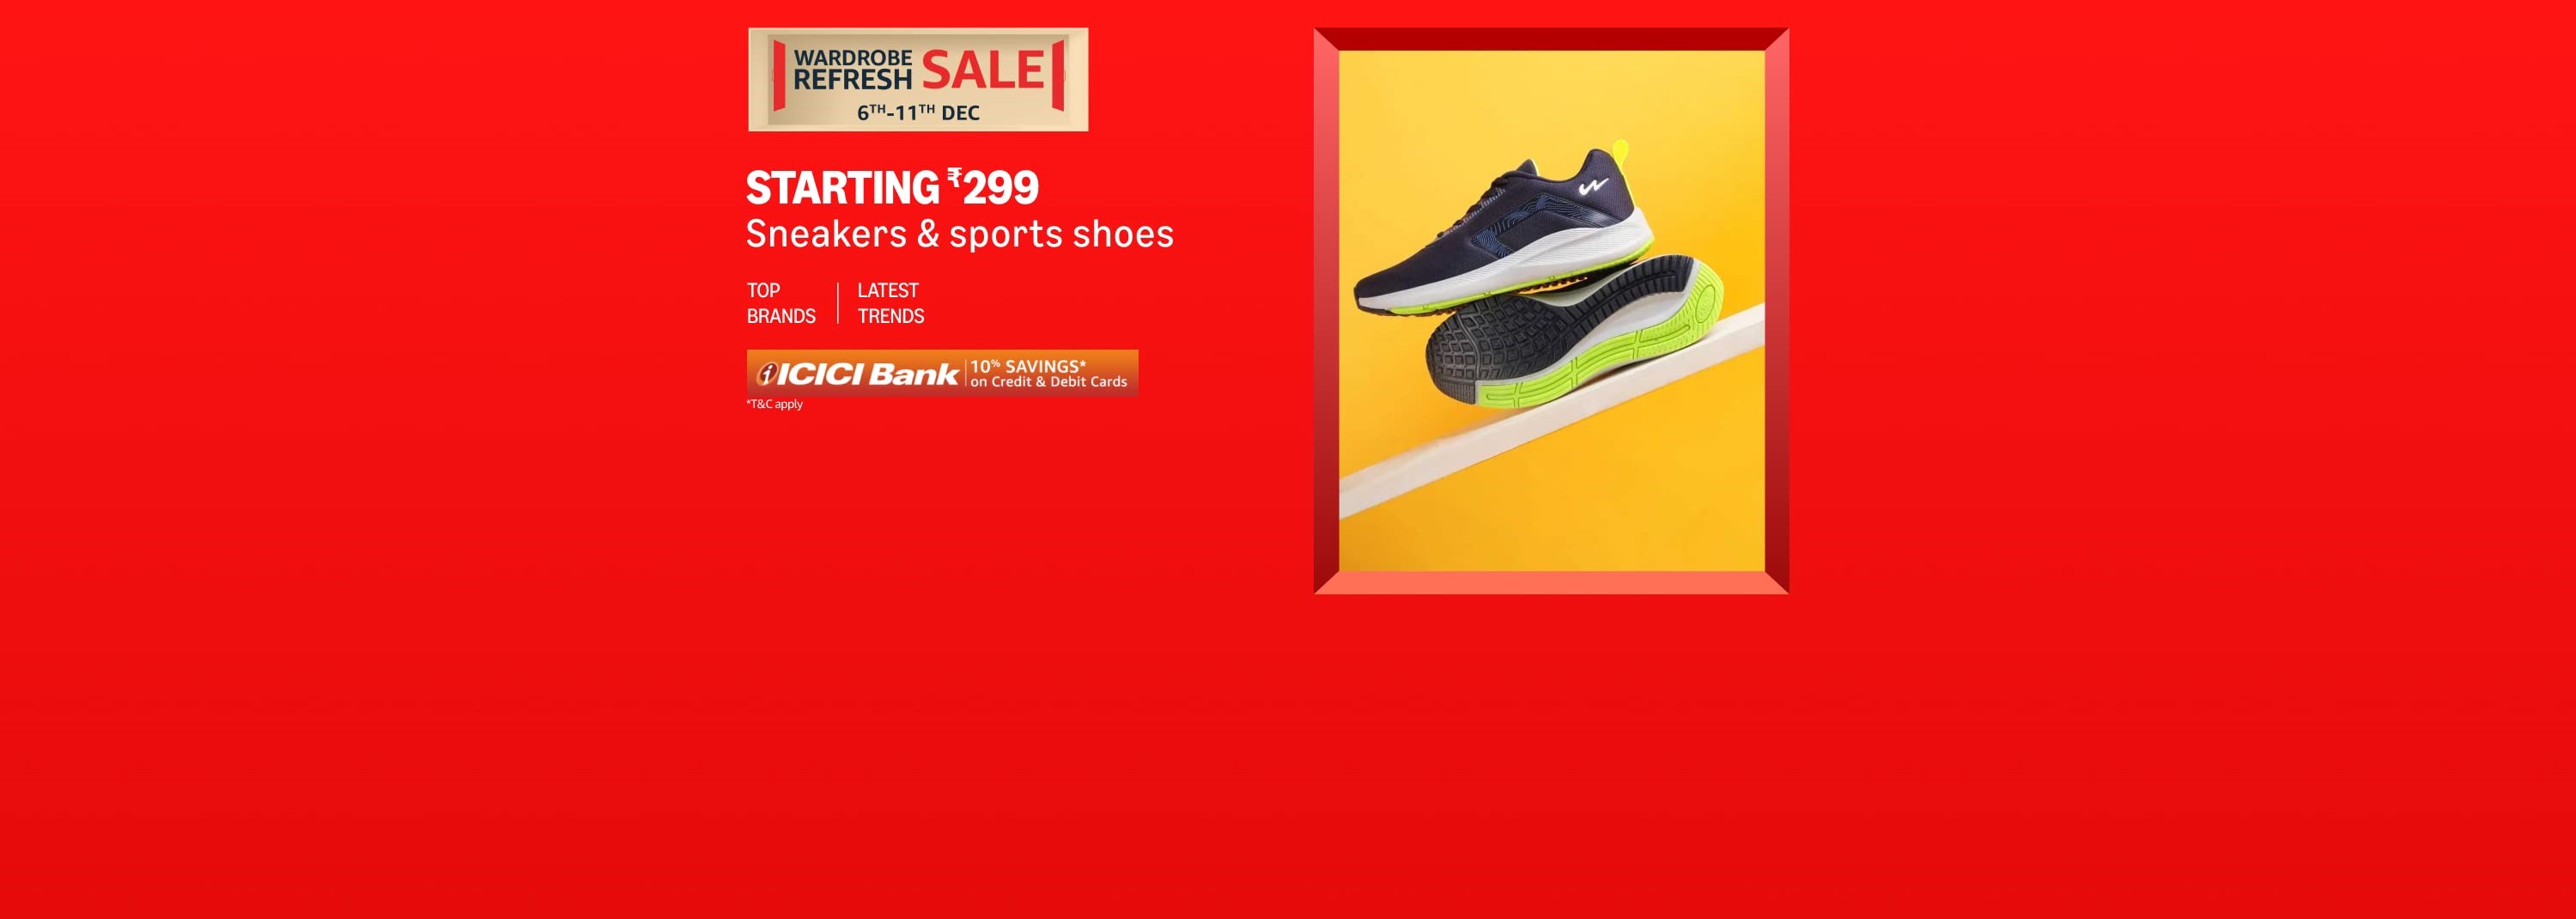 WARDROBE
REFRESH SALE
6TH-11TH DEC
STARTING ₹299
Sneakers & sports shoes
TOP
BRANDS
LATEST
TRENDS
ICICI Bank
10% SAVINGS*
on Credit & Debit Cards
*T&C apply